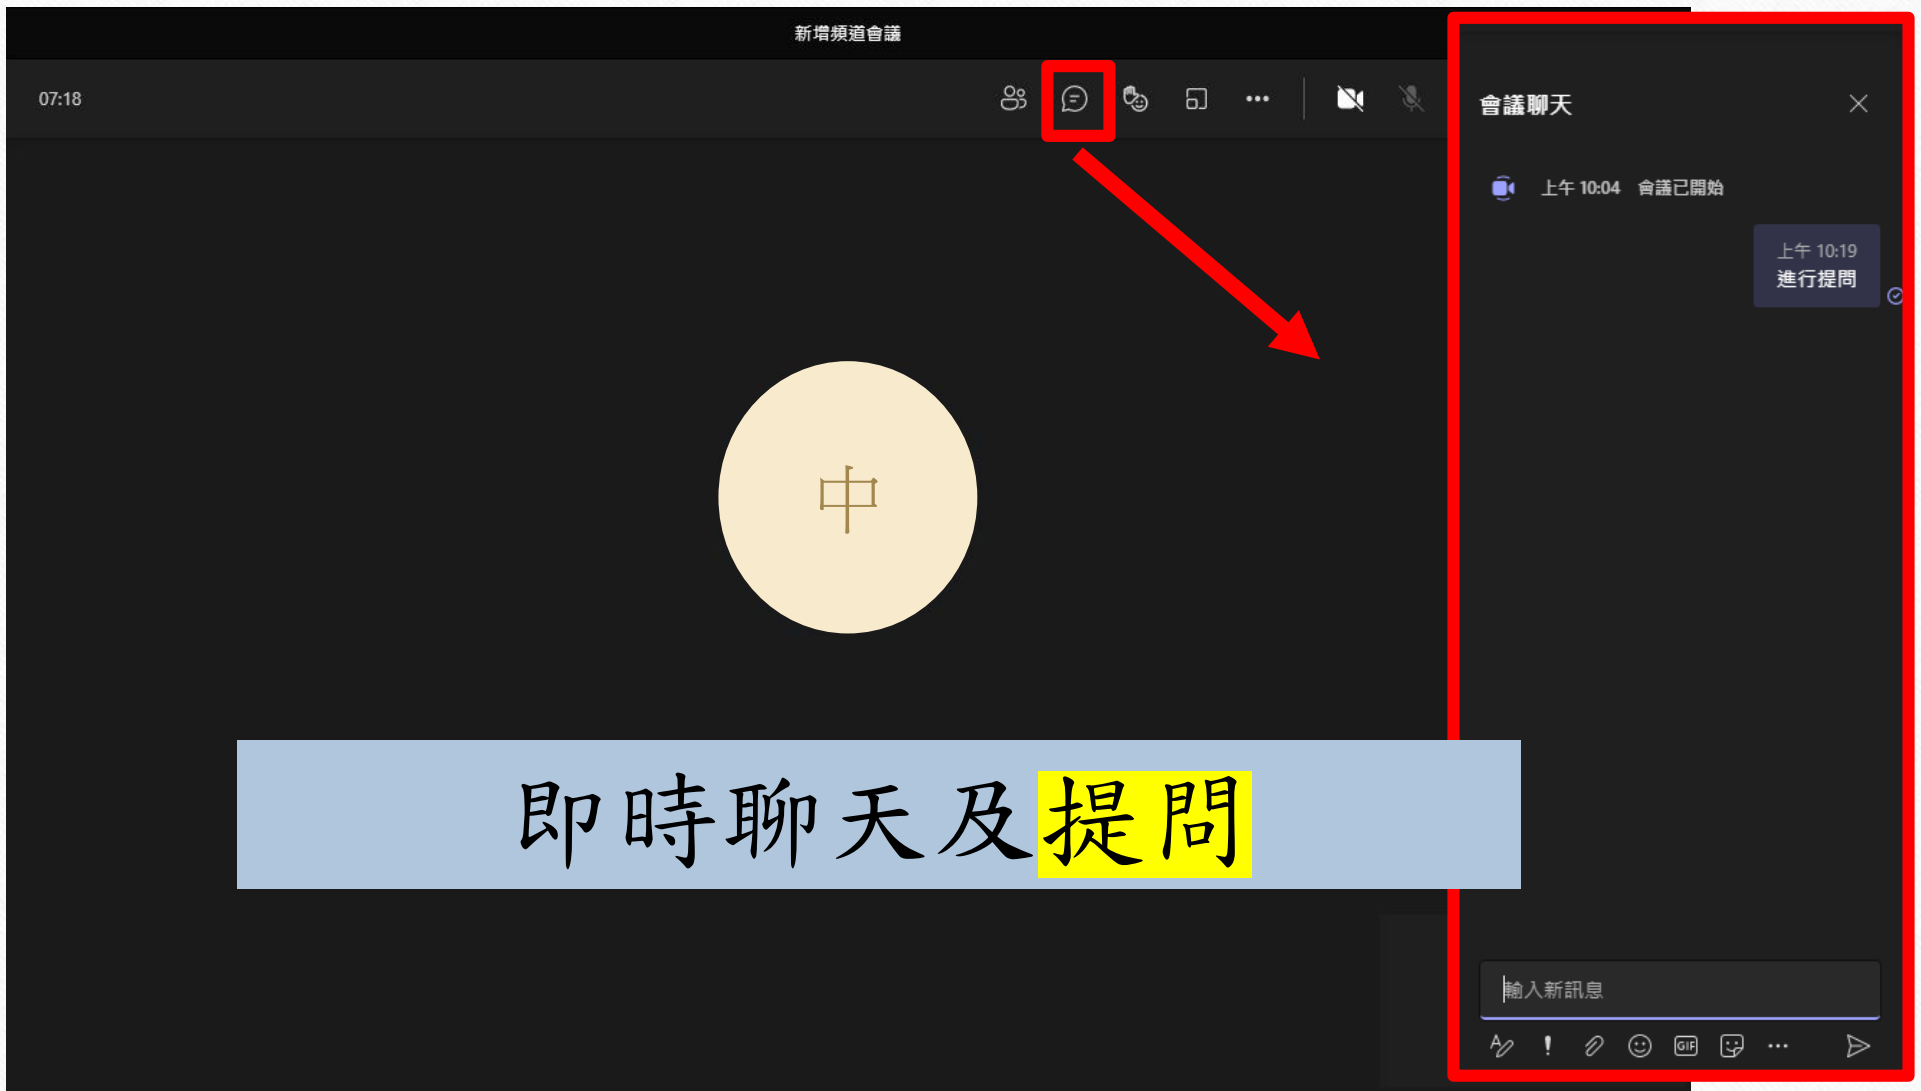 新增頻道會議
07:18
會議聊天
上午 10:04 會議已開始
上午 10:19
進行提問
中
即時聊天及提問
輸入新訊息
GIF